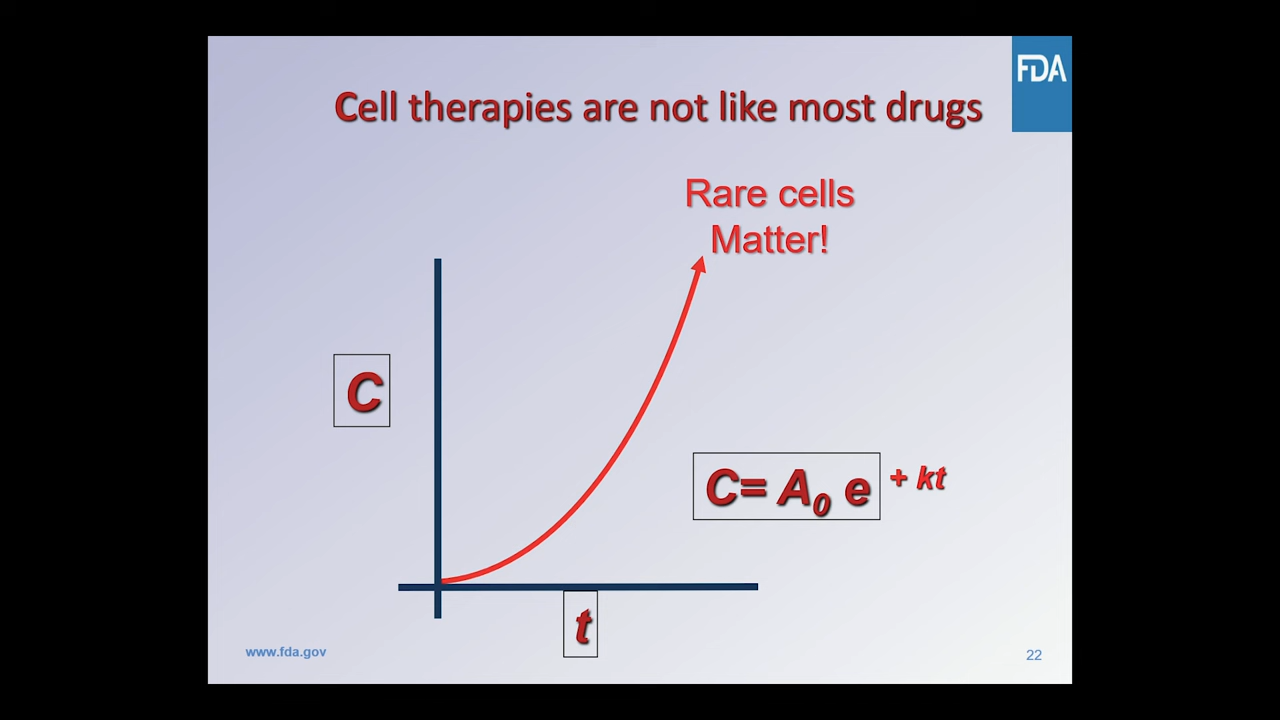 FDA
Cell therapies are not like most drugs
Rare cells
Matter!
C
C= A₀ e + kt
t
www.fda.gov
22